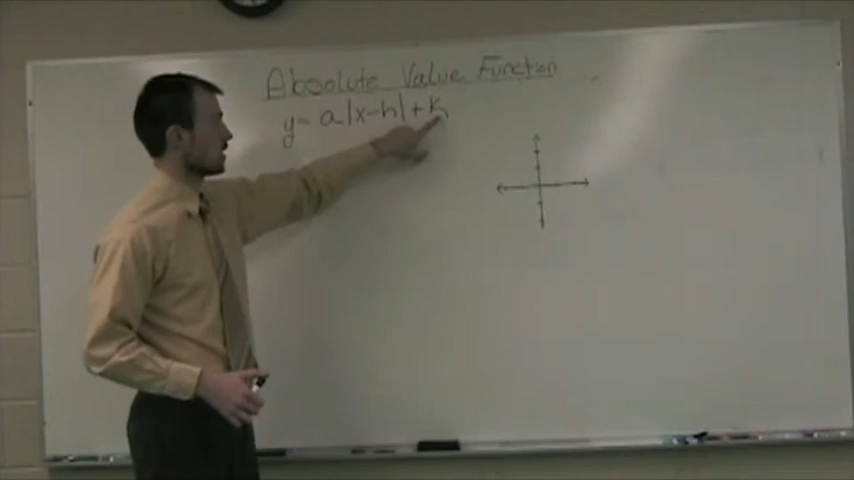 Absolute Value Function
y= a|x-h|+k